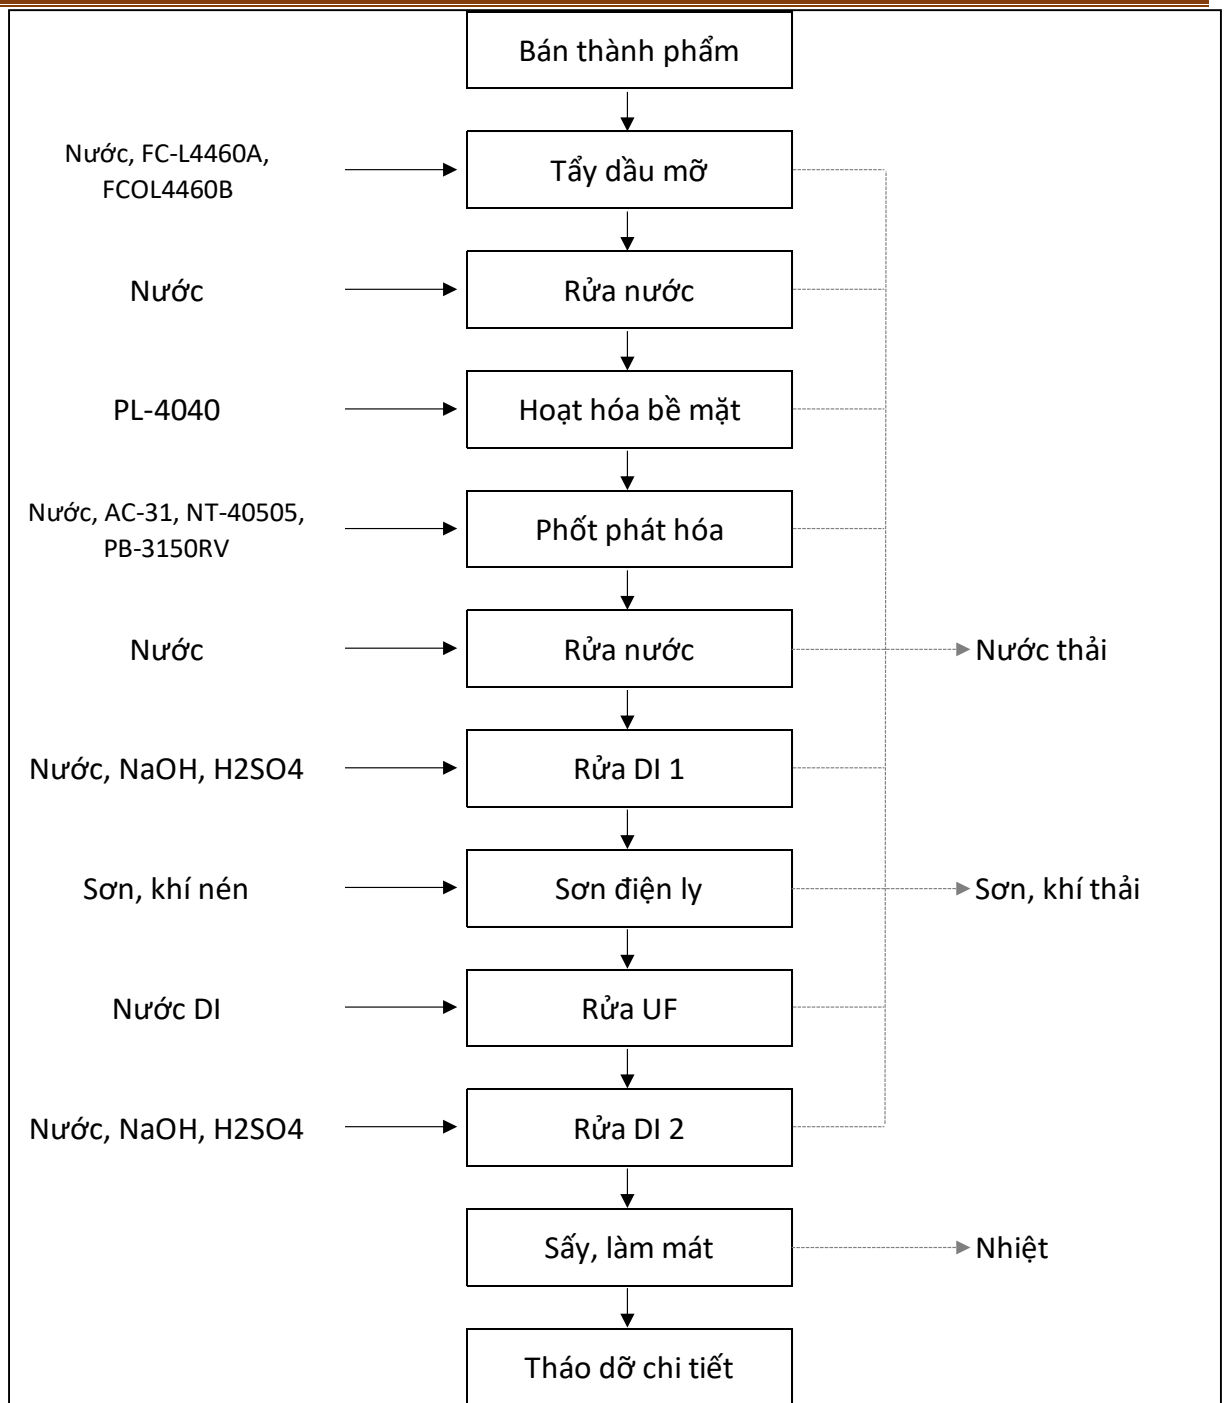 Bán thành phẩm
Nước, FC-L4460A,
FCOL4460B
Tẩy dầu mỡ
Nước
Rửa nước
PL-4040
Hoạt hóa bề mặt
Nước, AC-31, NT-40505,
PB-3150RV
Phốt phát hóa
Nước
Rửa nước
Nước thải
Nước, NaOH, H2SO4
Rửa DI 1
Sơn, khí nén
Sơn điện ly
Sơn, khí thải
Nước DI
Rửa UF
Nước, NaOH, H2SO4
Rửa DI 2
Sấy, làm mát
Nhiệt
Tháo dỡ chi tiết